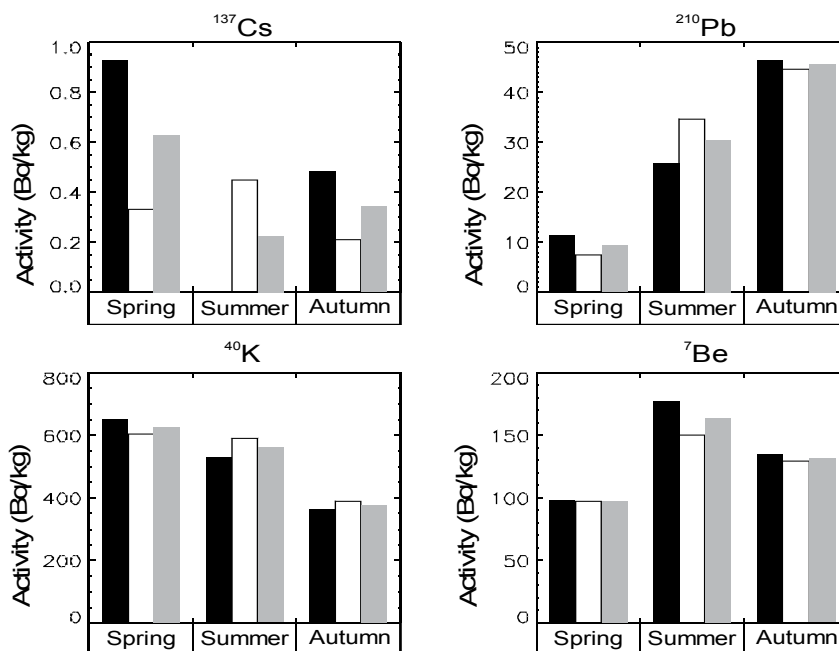 ¹³⁷Cs
Activity (Bq/kg)
1.0
0.8
0.6
0.4
0.2
0.0
Spring Summer Autumn
²¹⁰Pb
Activity (Bq/kg)
50
40
30
20
10
0
Spring Summer Autumn
⁴⁰K
Activity (Bq/kg)
800
600
400
200
0
Spring Summer Autumn
⁷Be
Activity (Bq/kg)
200
150
100
50
0
Spring Summer Autumn